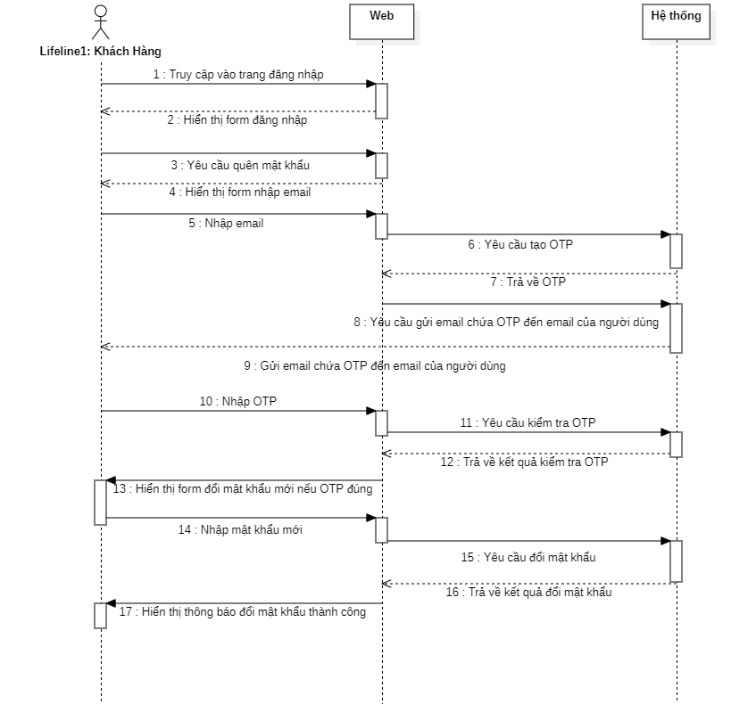 Web
Hệ thống
Lifeline1: Khách Hàng
1 : Truy cập vào trang đăng nhập
2 : Hiển thị form đăng nhập
3 : Yêu cầu quên mật khẩu
4 : Hiển thị form nhập email
5 : Nhập email
6 : Yêu cầu tạo OTP
7 : Trả về OTP
8 : Yêu cầu gửi email chứa OTP đến email của người dùng
9 : Gửi email chứa OTP đến email của người dùng
10 : Nhập OTP
11 : Yêu cầu kiểm tra OTP
12 : Trả về kết quả kiểm tra OTP
13 : Hiển thị form đổi mật khẩu mới nếu OTP đúng
14 : Nhập mật khẩu mới
15 : Yêu cầu đổi mật khẩu
16 : Trả về kết quả đổi mật khẩu
17 : Hiển thị thông báo đổi mật khẩu thành công